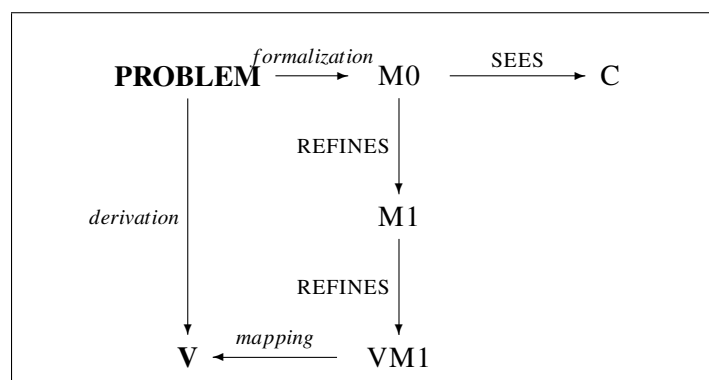 formalization SEES
PROBLEM M0 C
REFINES
M1
derivation
REFINES
mapping
V VM1